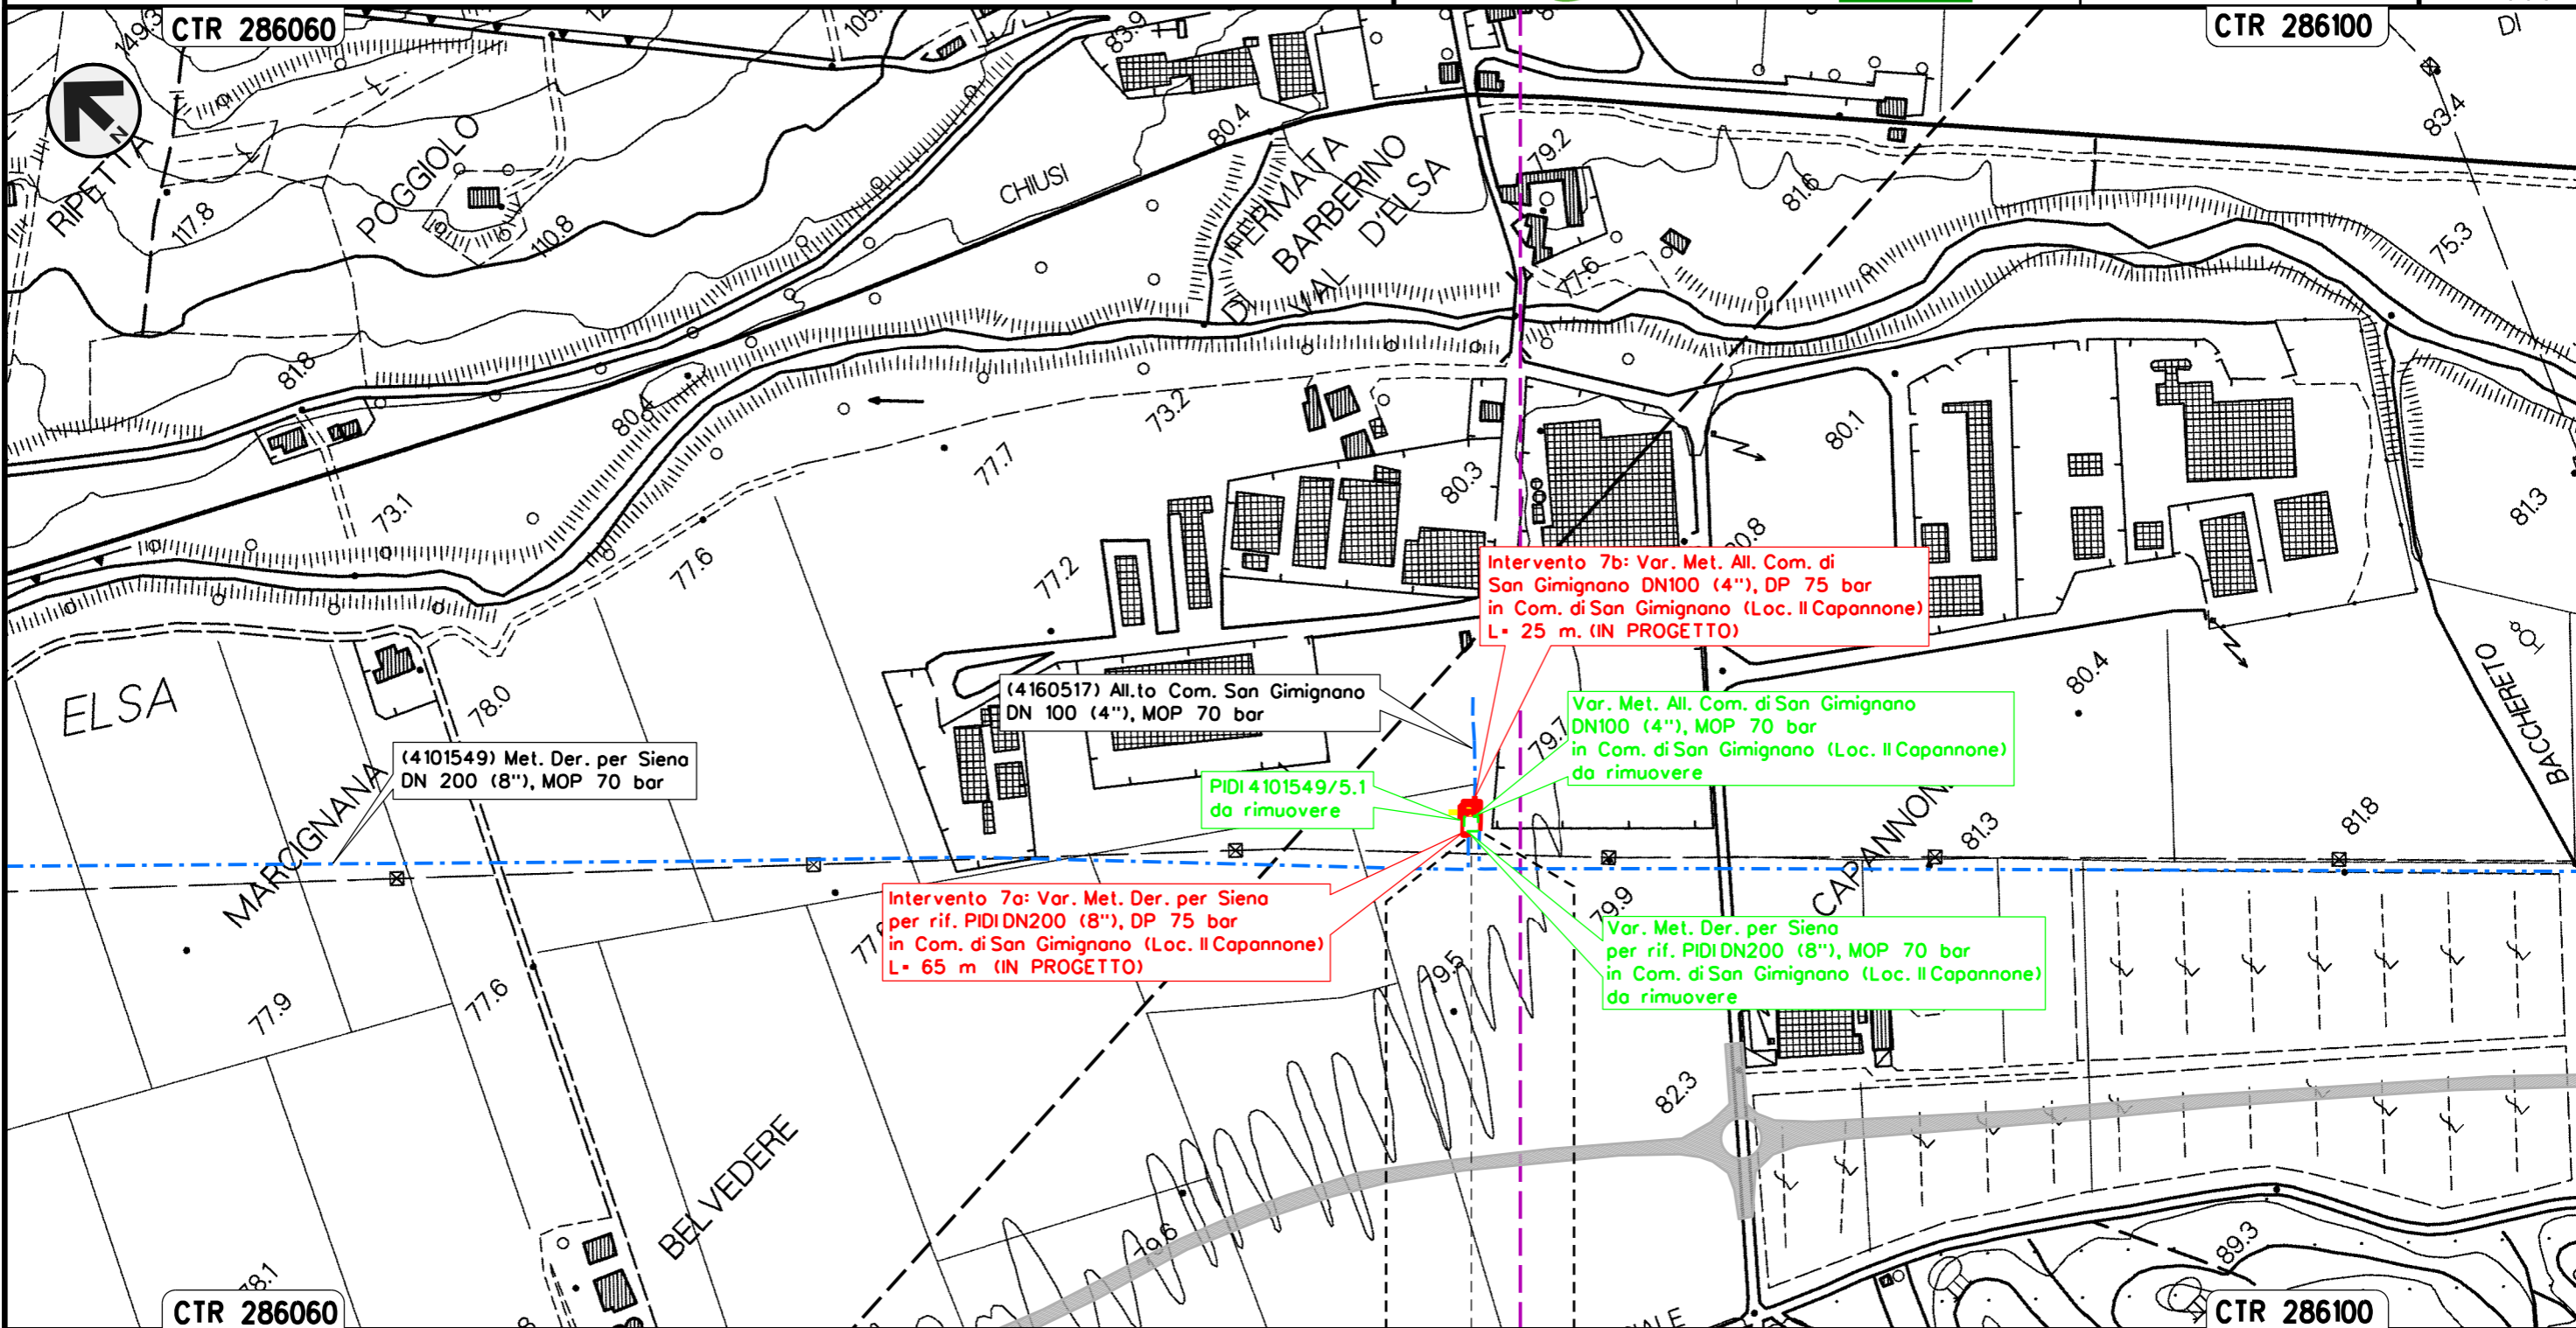 CTR 286060
CTR 286100
DI
149.3
105.
83.9
N
RIPETTA
117.8
POGGIOLO
110.8
CHIUSI
80.4
FERMATA
BARBERINO
D'ELSA
DI VAL
79.2
77.6
81.6
83.4
75.3
81.8
80.4
73.2
77.7
80.3
80.1
81.3
73.1
77.6
77.2
Intervento 7b: Var. Met. All. Com. di
San Gimignano DN100 (4"), DP 75 bar
in Com. di San Gimignano (Loc. Il Capannone)
L= 25 m. (IN PROGETTO)
ELSA
78.0
(4160517) All.to Com. San Gimignano
DN 100 (4"), MOP 70 bar
79.7
Var. Met. All. Com. di San Gimignano
DN100 (4"), MOP 70 bar
in Com. di San Gimignano (Loc. Il Capannone)
da rimuovere
80.4
BACCHERETO
(4101549) Met. Der. per Siena
DN 200 (8"), MOP 70 bar
PIDI 4101549/5.1
da rimuovere
MARCIGNANA
CAPANNON
81.3
81.8
Intervento 7a: Var. Met. Der. per Siena
per rif. PIDI DN200 (8"), DP 75 bar
in Com. di San Gimignano (Loc. Il Capannone)
L= 65 m (IN PROGETTO)
79.9
Var. Met. Der. per Siena
per rif. PIDI DN200 (8"), MOP 70 bar
in Com. di San Gimignano (Loc. Il Capannone)
da rimuovere
79.5
77.9
77.6
82.3
BELVEDERE
79.6
78.1
89.3
CTR 286060
CTR 286100